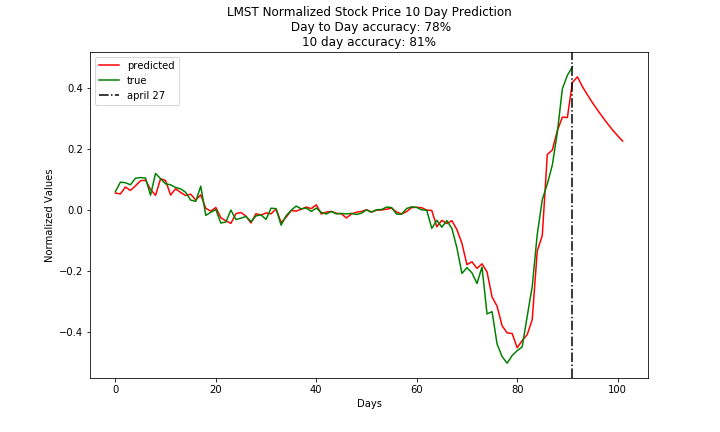 LMST Normalized Stock Price 10 Day Prediction
Day to Day accuracy: 78%
10 day accuracy: 81%
predicted
true
april 27
Normalized Values
0.4
0.2
0.0
−0.2
−0.4
0 20 40 60 80 100
Days